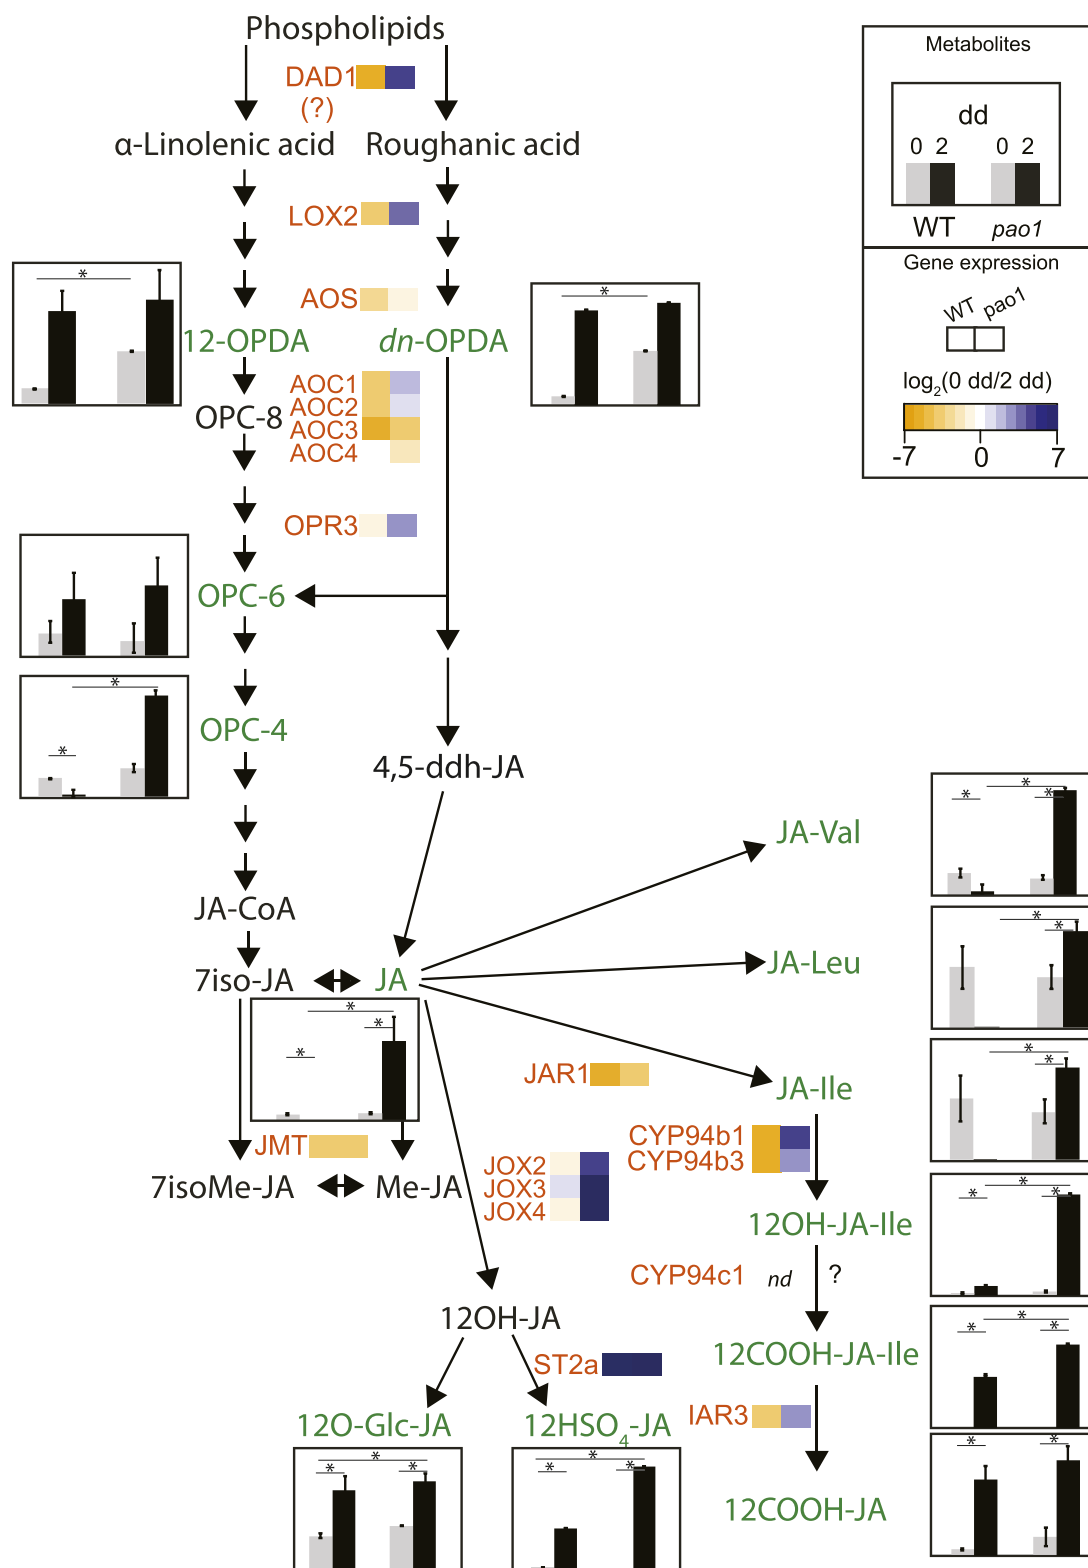 Phospholipids
DAD1
(?)
α-Linolenic acid
Roughanic acid
LOX2
AOS
*
*
12-OPDA
dn-OPDA
AOC1
OPC-8
AOC2
AOC3
AOC4
OPR3
OPC-6
*
*
OPC-4
4,5-ddh-JA
JA-CoA
7iso-JA
JA
*
*
*
JMT
7isoMe-JA
Me-JA
JAR1
JOX2
JOX3
JOX4
12OH-JA
ST2a
12O-Glc-JA
12HSO4-JA
*
*
*
*
*
*
JA-Val
*
*
*
JA-Leu
*
*
JA-Ile
*
*
CYP94b1
CYP94b3
12OH-JA-Ile
*
*
*
CYP94c1
nd
?
12COOH-JA-Ile
*
*
*
IAR3
12COOH-JA
*
*
Metabolites
dd
0 2 0 2
WT pao1
Gene expression
WT pao1
log2(0 dd/2 dd)
-7 0 7